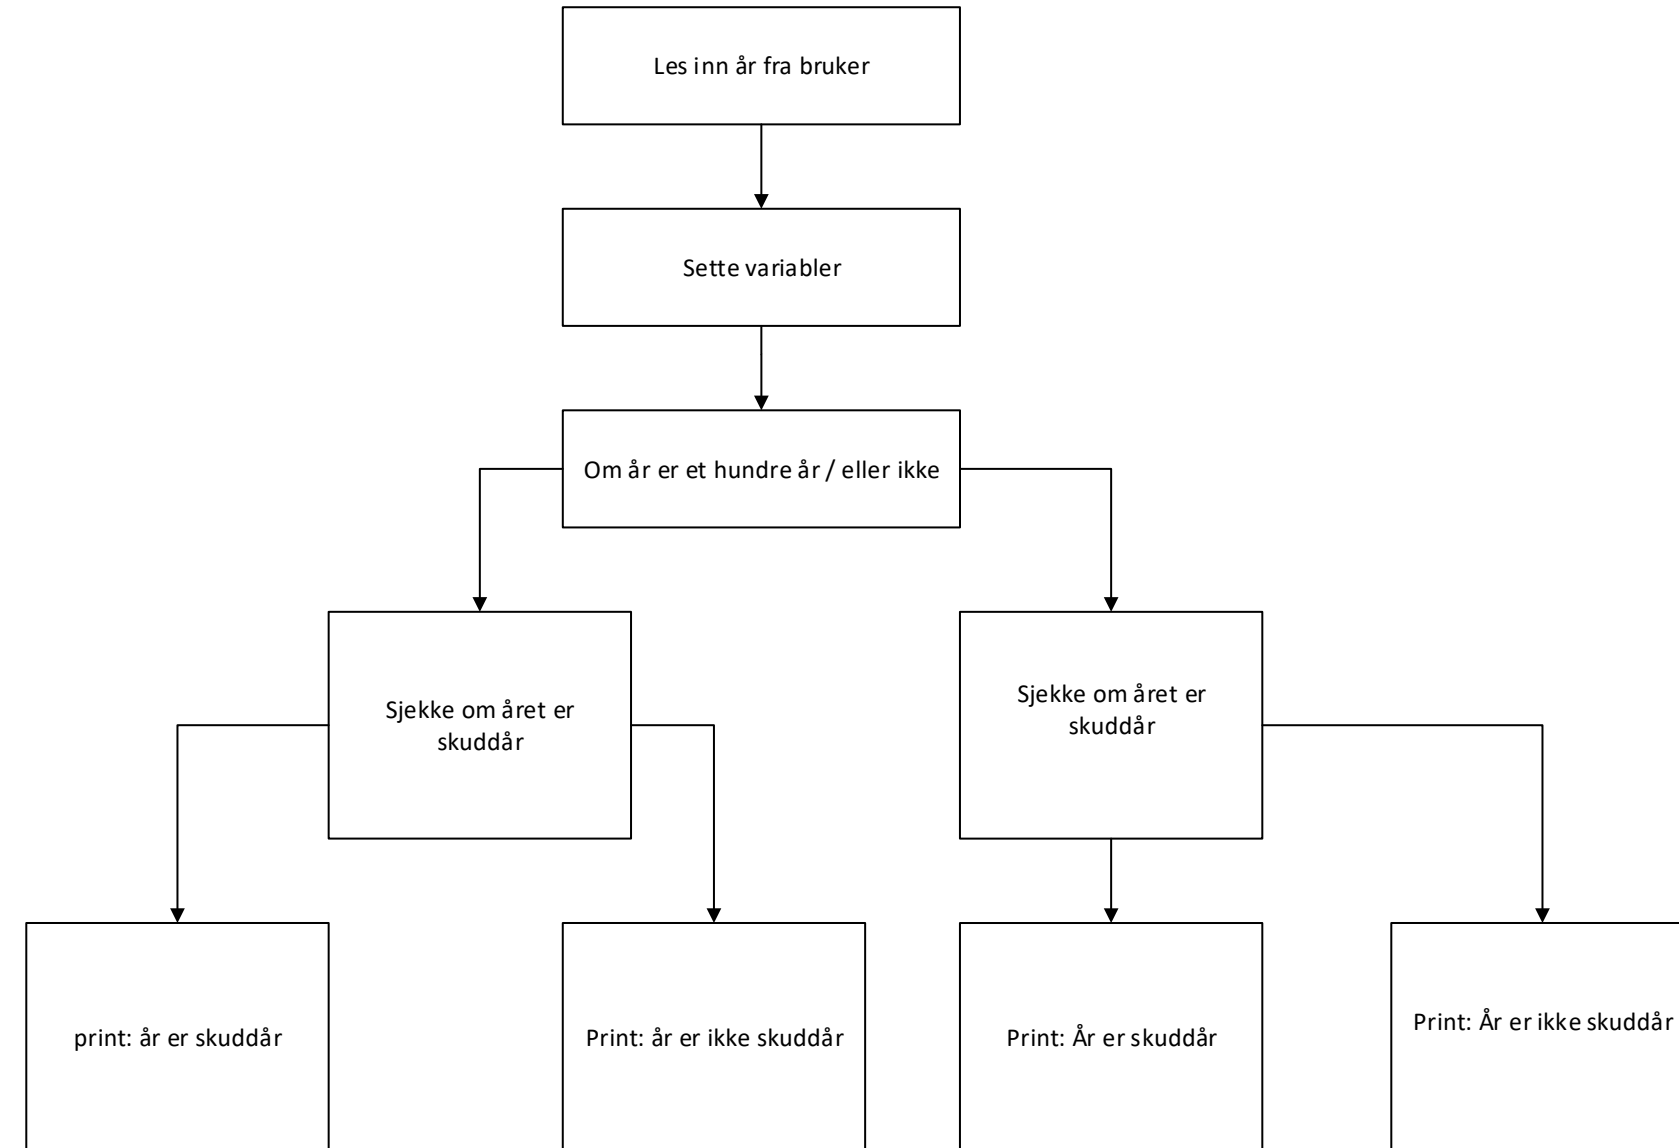 Les inn år fra bruker
Sette variabler
Om år er et hundre år / eller ikke
Sjekke om året er
skuddår
Sjekke om året er
skuddår
print: år er skuddår
Print: år er ikke skuddår
Print: År er skuddår
Print: År er ikke skuddår